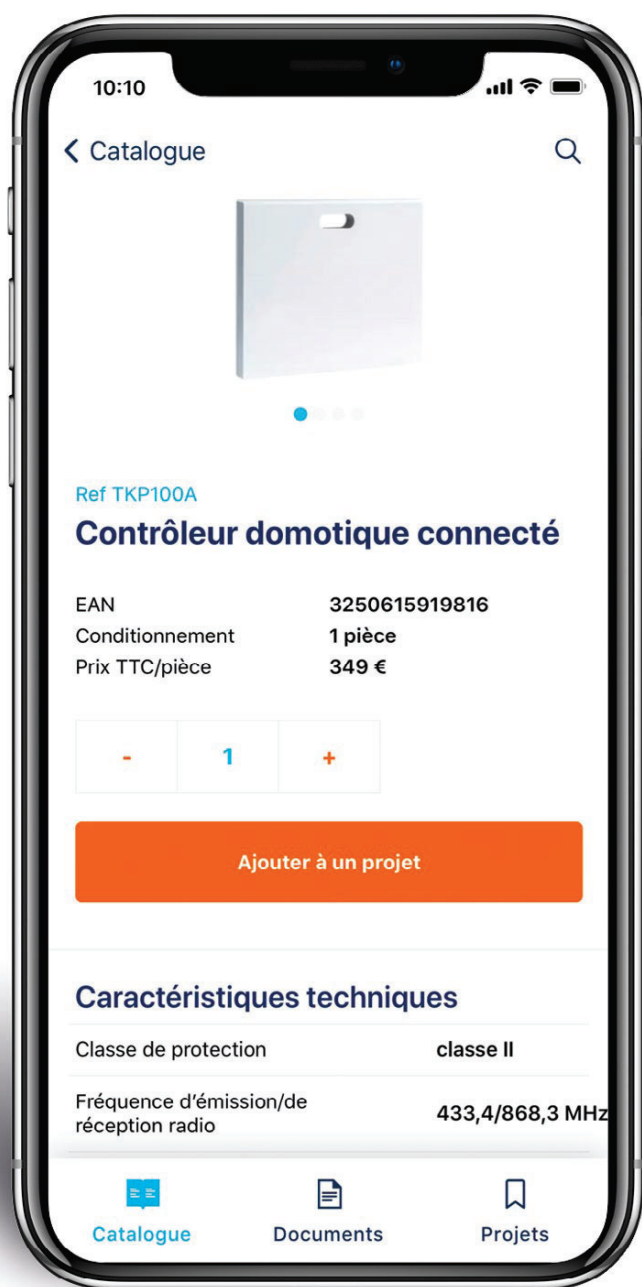 10:10
Catalogue
Ref TKP100A
Contrôleur domotique connecté
EAN 3250615919816
Conditionnement 1 pièce
Prix TTC/pièce 349 €
- 1 +
Ajouter à un projet
Caractéristiques techniques
Classe de protection classe II
Fréquence d'émission/de
réception radio 433,4/868,3 MHz
Catalogue Documents Projets